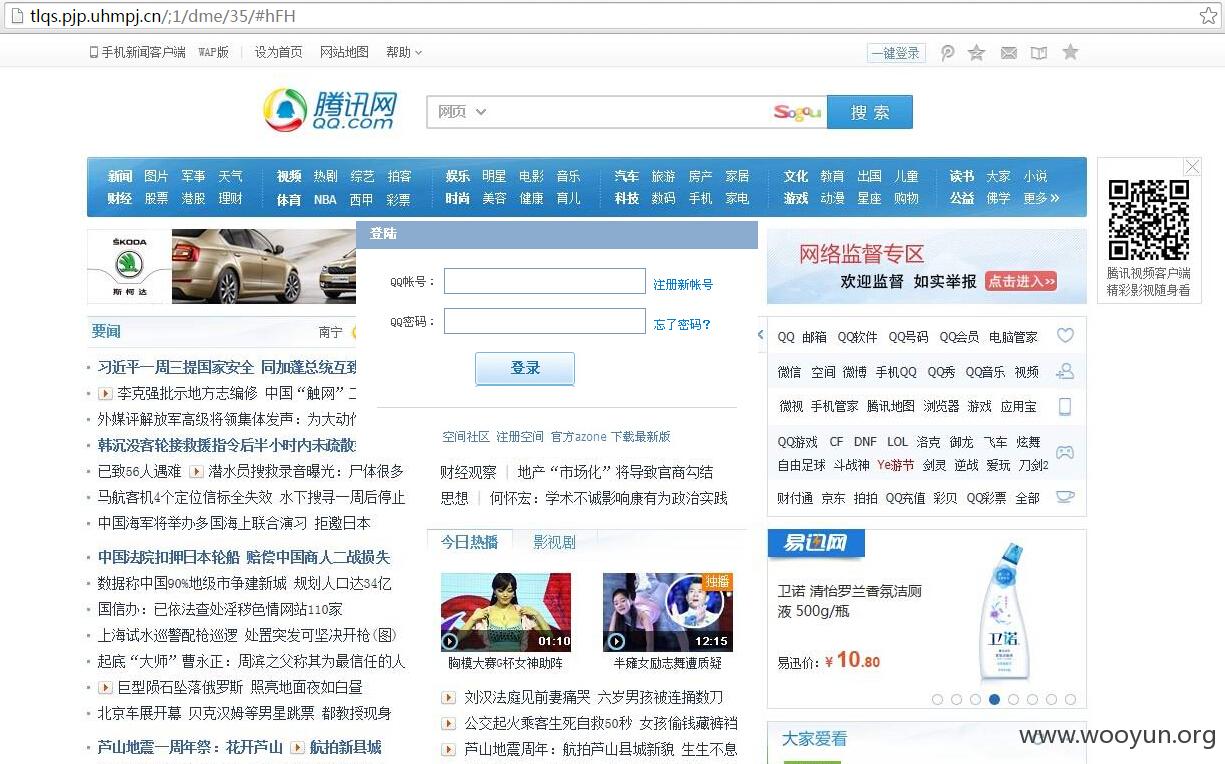 tlqs.pjp.uhmpj.cn/;1/dme/35/#hFH
手机新闻客户端 WAP版 设为首页 网站地图 帮助 一键登录
腾讯网 QQ.com 网页 Sogou 搜索
新闻 图片 军事 天气 视频 热剧 综艺 拍客 娱乐 明星 电影 音乐 汽车 旅游 房产 家居 文化 教育 出国 儿童 读书 大家 小说
财经 股票 港股 理财 体育 NBA 西甲 彩票 时尚 美容 健康 育儿 科技 数码 手机 家电 游戏 动漫 星座 购物 公益 佛学 更多»
腾讯视频客户端
精彩影视随身看
ŠKODA
斯柯达
登陆
QQ帐号： 注册新帐号
QQ密码： 忘了密码？
登录
空间社区 注册空间 官方azone 下载最新版
网络监督专区
欢迎监督 如实举报 点击进入»
要闻 南宁
习近平一周三提国家安全 同加蓬总统互致
李克强批示地方志编修 中国“触网”二
外媒评解放军高级将领集体发声：为大动作
韩沉没客轮接救援指令后半小时内未疏散
已致56人遇难 潜水员搜救录音曝光：尸体很多
马航客机4个定位信标全失效 水下搜寻一周后停止
中国海军将举办多国海上联合演习 拒邀日本
中国法院扣押日本轮船 赔偿中国商人二战损失
数据称中国90%地级市争建新城 规划人口达34亿
国信办：已依法查处淫秽色情网站110家
上海试水巡警配枪巡逻 处置突发可坚决开枪(图)
起底“大师”曹永正：周滨之父视其为最信任的人
巨型陨石坠落俄罗斯 照亮地面夜如白昼
北京车展开幕 贝克汉姆等男星跳票 都教授现身
芦山地震一周年祭：花开芦山 航拍新县城
财经观察 | 地产“市场化”将导致官商勾结
思想 | 何怀宏：学术不诚影响康有为政治实践
今日热播 影视剧
01:10
独播
12:15
胸模大赛G杯女神助阵
半裸女励志舞遭质疑
刘汉法庭见前妻痛哭 六岁男孩被连捅数刀
公交起火乘客生死自救50秒 女孩偷钱藏裤裆
芦山地震周年：航拍芦山县城新貌 生生不息
QQ 邮箱 QQ软件 QQ号码 QQ会员 电脑管家
微信 空间 微博 手机QQ QQ秀 QQ音乐 视频
微视 手机管家 腾讯地图 浏览器 游戏 应用宝
QQ游戏 CF DNF LOL 洛克 御龙 飞车 炫舞
自由足球 斗战神 Ye游节 剑灵 逆战 爱玩 刀剑2
财付通 京东 拍拍 QQ充值 彩贝 QQ彩票 全部
易迅网
卫诺 清怡罗兰香氛洁厕
液 500g/瓶
易迅价：¥10.80
卫诺
大家爱看
www.wooyun.org